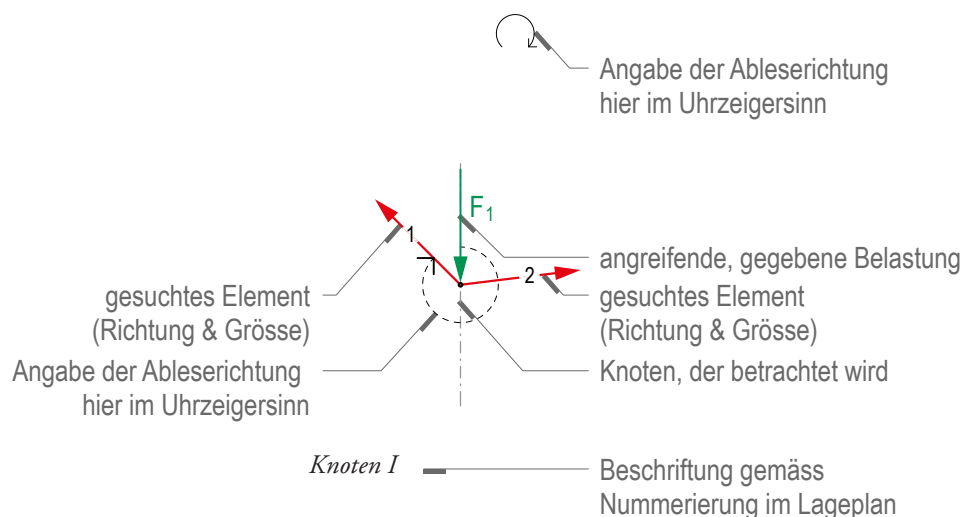 Angabe der Ableserichtung
hier im Uhrzeigersinn
F1
1
angreifende, gegebene Belastung
2
gesuchtes Element
(Richtung & Grösse)
gesuchtes Element
(Richtung & Grösse)
Angabe der Ableserichtung
hier im Uhrzeigersinn
Knoten, der betrachtet wird
Knoten I
Beschriftung gemäss
Nummerierung im Lageplan